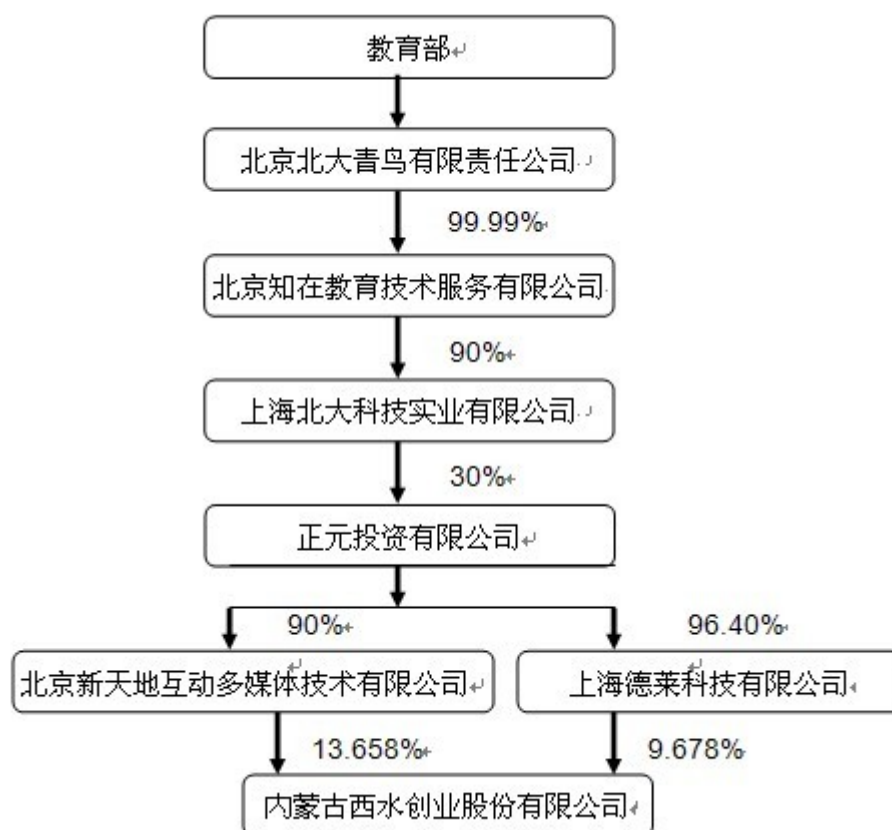 教育部
北京北大青鸟有限责任公司
99.99%
北京知在教育技术服务有限公司
90%
上海北大科技实业有限公司
30%
正元投资有限公司
90%
96.40%
北京新天地互动多媒体技术有限公司
上海德莱科技有限公司
13.658%
9.678%
内蒙古西水创业股份有限公司